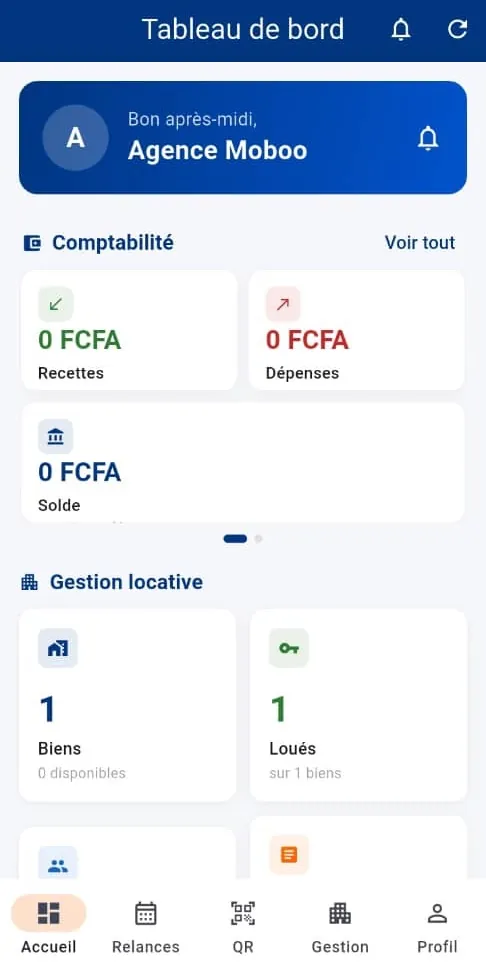 Tableau de bord
A
Bon après-midi,
Agence Moboo
Comptabilité
Voir tout
0 FCFA
Recettes
0 FCFA
Dépenses
0 FCFA
Solde
Gestion locative
1
Biens
0 disponibles
1
Loués
sur 1 biens
Accueil
Relances
QR
Gestion
Profil